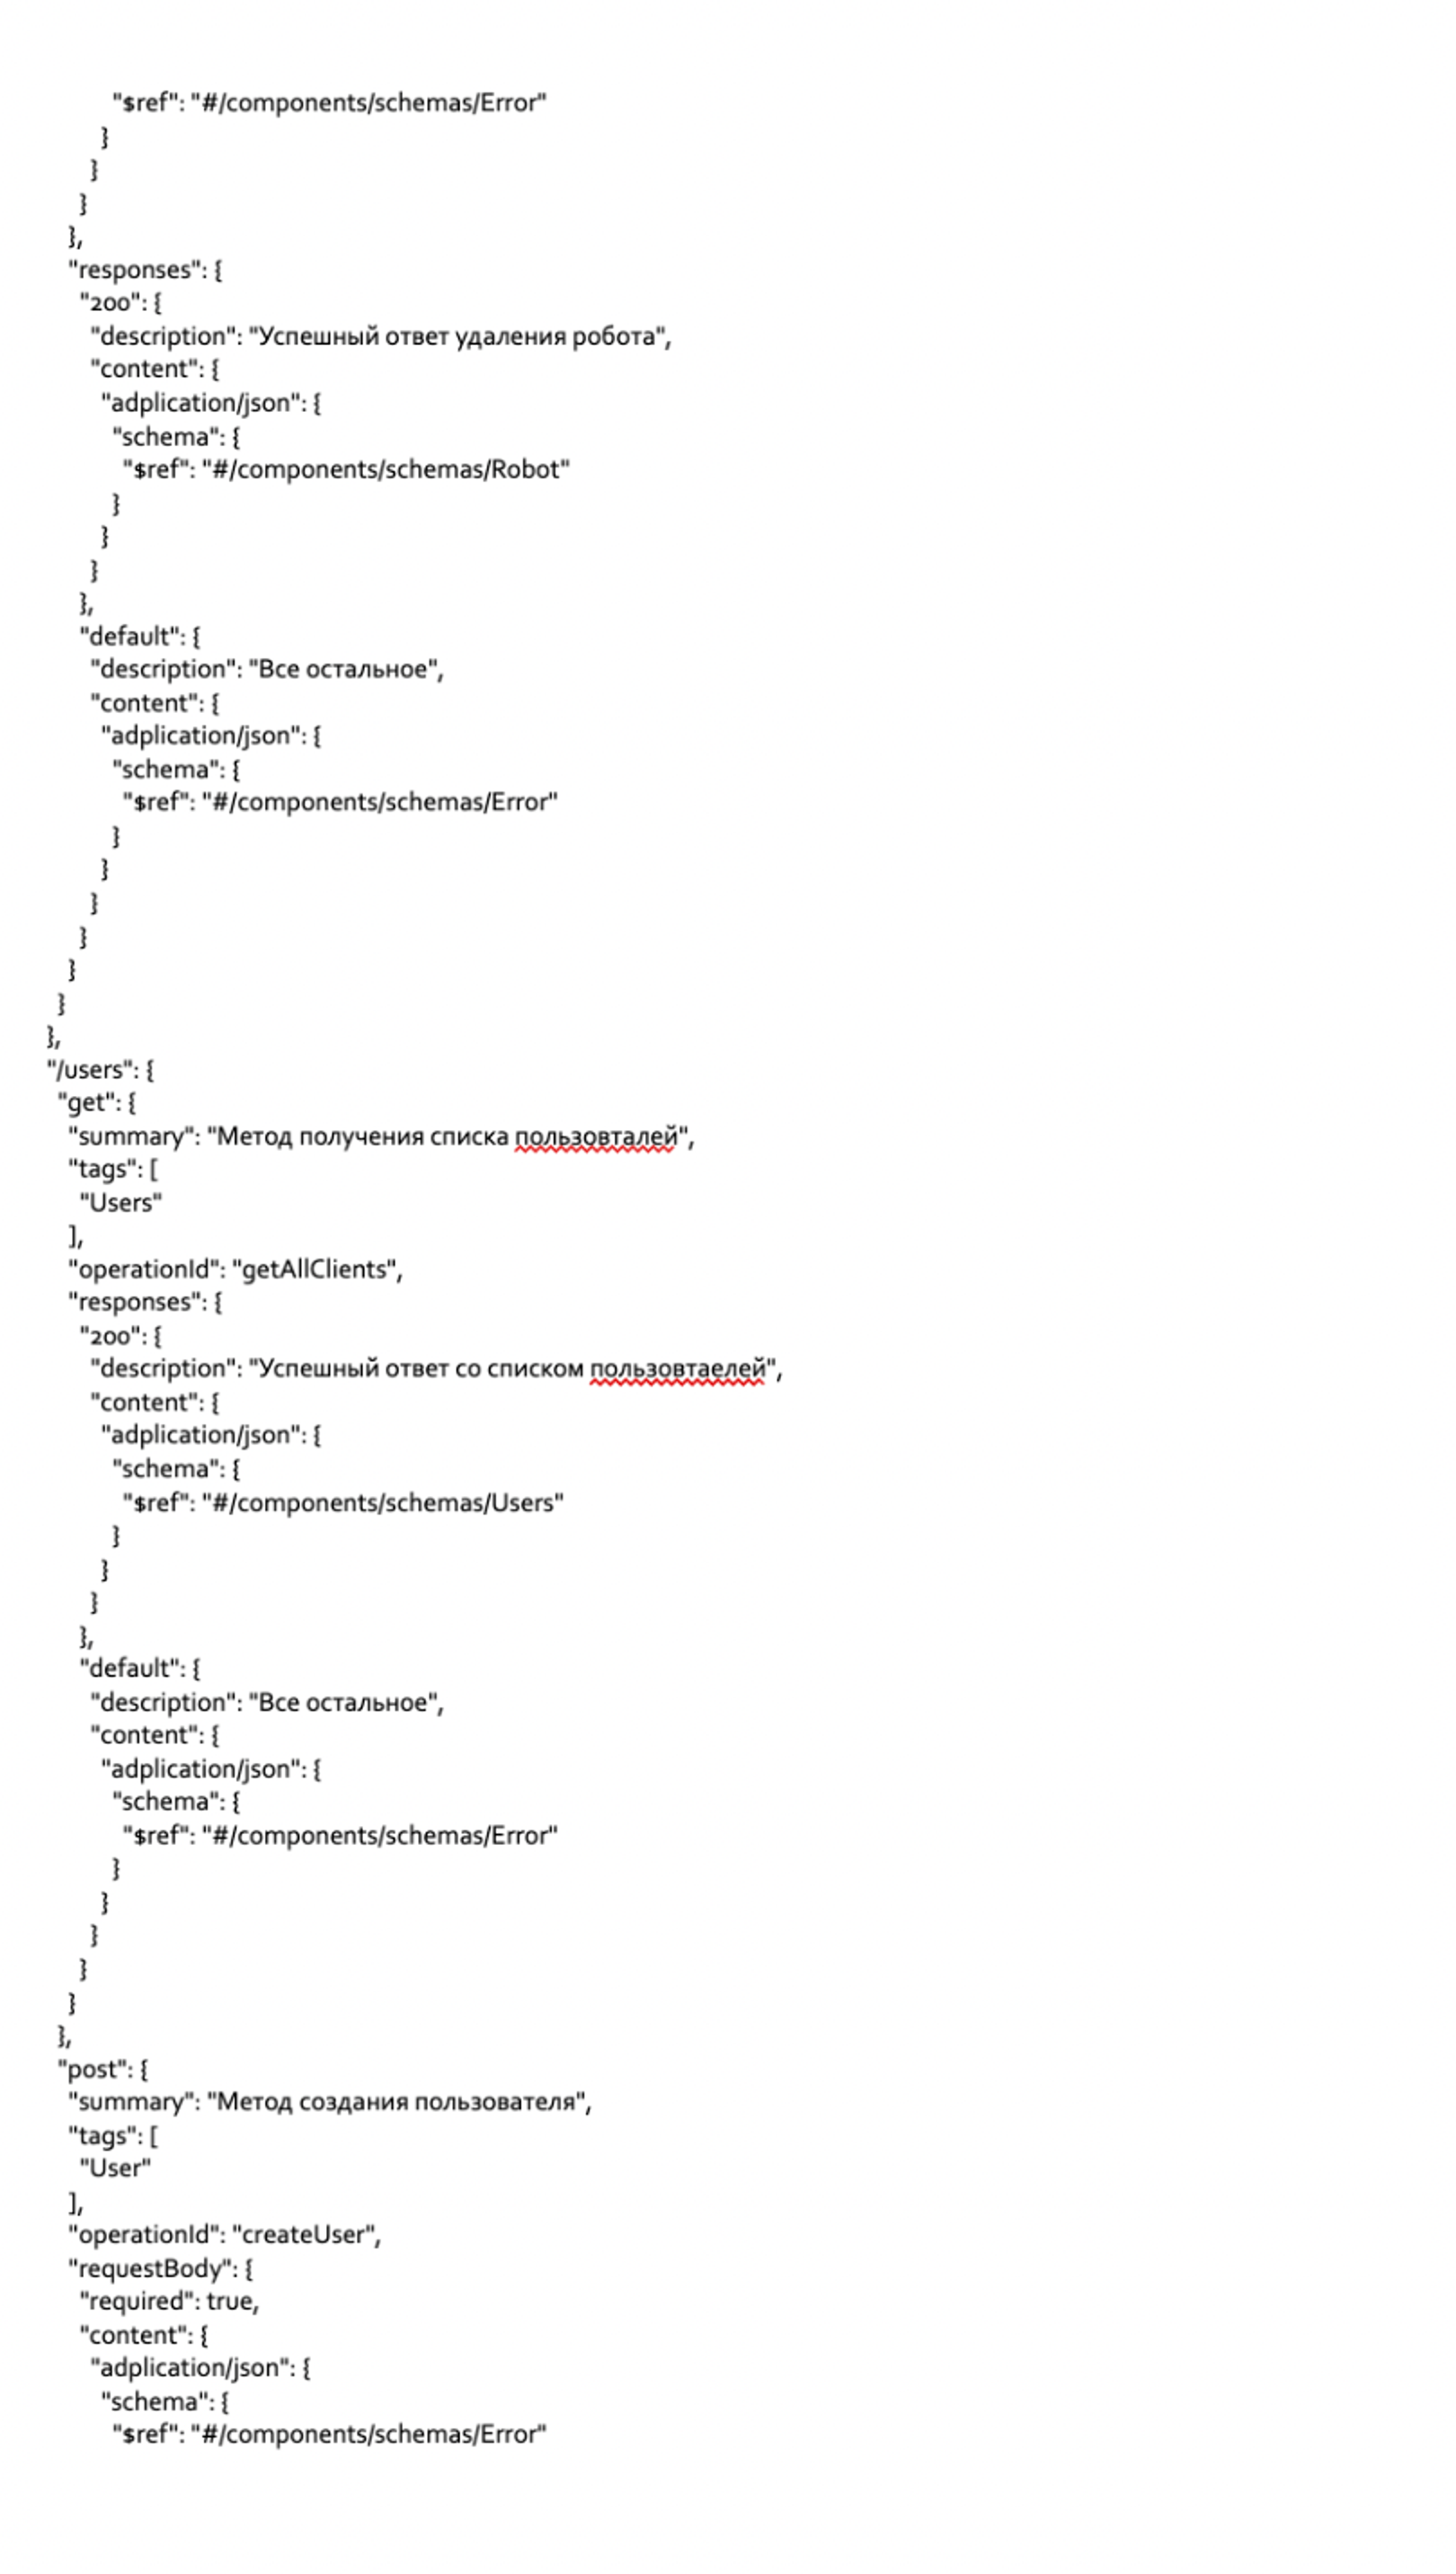 "$ref": "#/components/schemas/Error"
}
}
}
},
"responses": {
"200": {
"description": "Успешный ответ удаления робота",
"content": {
"adplication/json": {
"schema": {
"$ref": "#/components/schemas/Robot"
}
}
}
},
"default": {
"description": "Все остальное",
"content": {
"adplication/json": {
"schema": {
"$ref": "#/components/schemas/Error"
}
}
}
}
}
}
},
"/users": {
"get": {
"summary": "Метод получения списка пользовталей",
"tags": [
"Users"
],
"operationId": "getAllClients",
"responses": {
"200": {
"description": "Успешный ответ со списком пользовтаелей",
"content": {
"adplication/json": {
"schema": {
"$ref": "#/components/schemas/Users"
}
}
}
},
"default": {
"description": "Все остальное",
"content": {
"adplication/json": {
"schema": {
"$ref": "#/components/schemas/Error"
}
}
}
}
}
},
"post": {
"summary": "Метод создания пользователя",
"tags": [
"User"
],
"operationId": "createUser",
"requestBody": {
"required": true,
"content": {
"adplication/json": {
"schema": {
"$ref": "#/components/schemas/Error"